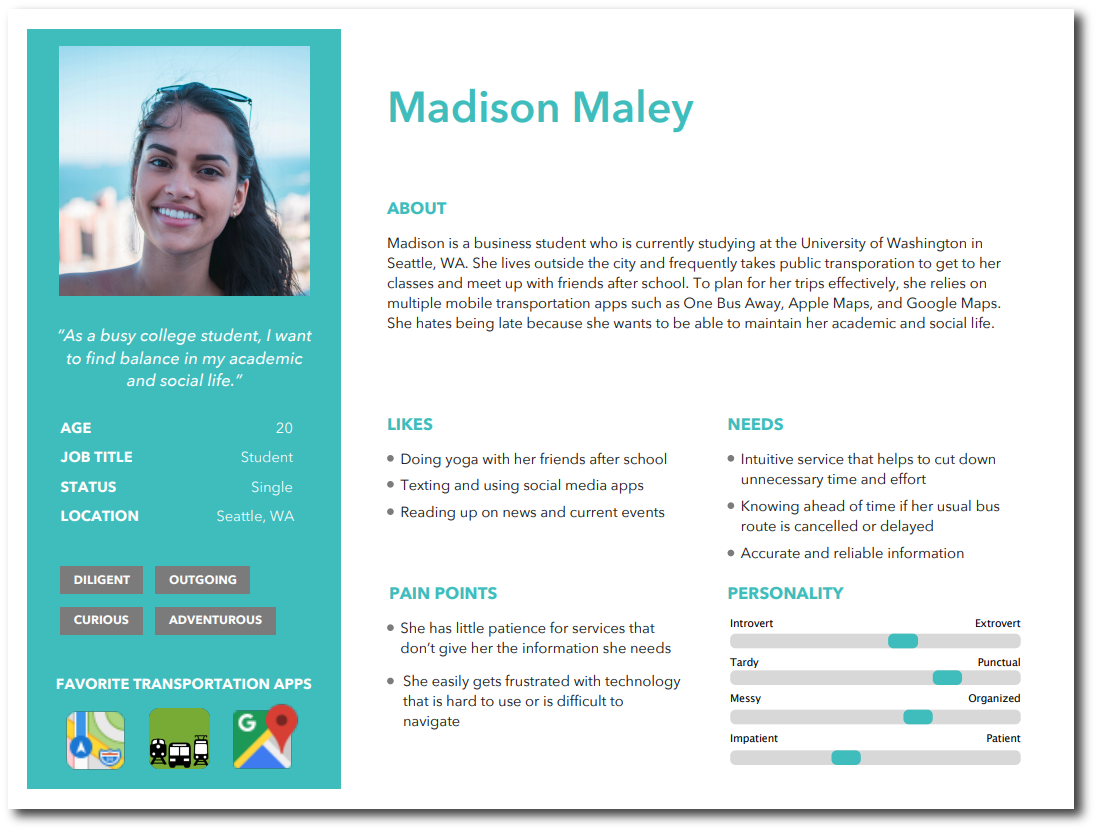 Madison Maley
"As a busy college student, I want
to find balance in my academic
and social life."
AGE 20
JOB TITLE Student
STATUS Single
LOCATION Seattle, WA
DILIGENT OUTGOING
CURIOUS ADVENTUROUS
FAVORITE TRANSPORTATION APPS
G
ABOUT
Madison is a business student who is currently studying at the University of Washington in
Seattle, WA. She lives outside the city and frequently takes public transporation to get to her
classes and meet up with friends after school. To plan for her trips effectively, she relies on
multiple mobile transportation apps such as One Bus Away, Apple Maps, and Google Maps.
She hates being late because she wants to be able to maintain her academic and social life.
LIKES
Doing yoga with her friends after school
Texting and using social media apps
Reading up on news and current events
NEEDS
Intuitive service that helps to cut down
unnecessary time and effort
Knowing ahead of time if her usual bus
route is cancelled or delayed
Accurate and reliable information
PAIN POINTS
She has little patience for services that
don't give her the information she needs
She easily gets frustrated with technology
that is hard to use or is difficult to
navigate
PERSONALITY
Introvert Extrovert
Tardy Punctual
Messy Organized
Impatient Patient